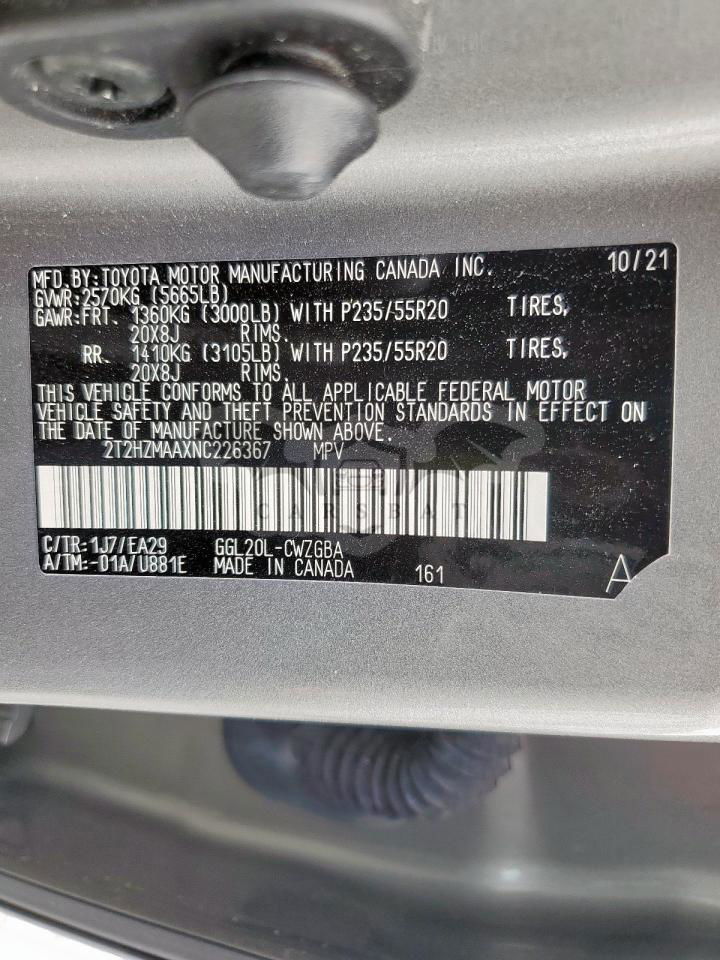 MFD.BY:TOYOTA MOTOR MANUFACTURING CANADA INC. 10/21
GVWR:2570KG (5665LB)
GAWR:FRT. 1360KG (3000LB) WITH P235/55R20 TIRES,
20X8J RIMS.
RR. 1410KG (3105LB) WITH P235/55R20 TIRES,
20X8J RIMS.
THIS VEHICLE CONFORMS TO ALL APPLICABLE FEDERAL MOTOR
VEHICLE SAFETY AND THEFT PREVENTION STANDARDS IN EFFECT ON
THE DATE OF MANUFACTURE SHOWN ABOVE.
2T2HZMAAXNC226367 MPV
CARSBAT
C/TR:1J7/EA29 GGL20L-CWZGBA
A/TM:-01A/U881E MADE IN CANADA 161 A